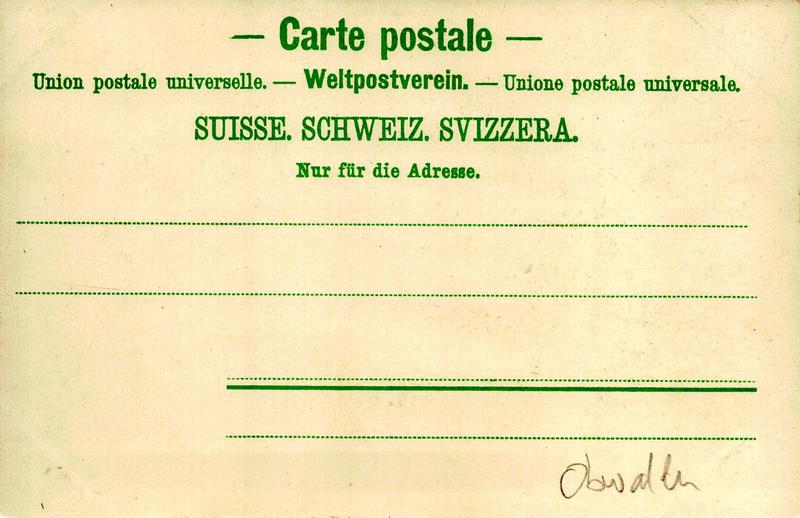 — Carte postale —
Union postale universelle. — Weltpostverein. — Unione postale universale.
SUISSE. SCHWEIZ. SVIZZERA.
Nur für die Adresse.
Obwalden